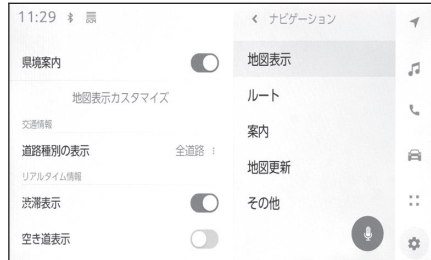 11:29
県境案内
地図表示カスタマイズ
交通情報
道路種別の表示 全道路
リアルタイム情報
渋滞表示
空き道表示
ナビゲーション
地図表示
ルート
案内
地図更新
その他